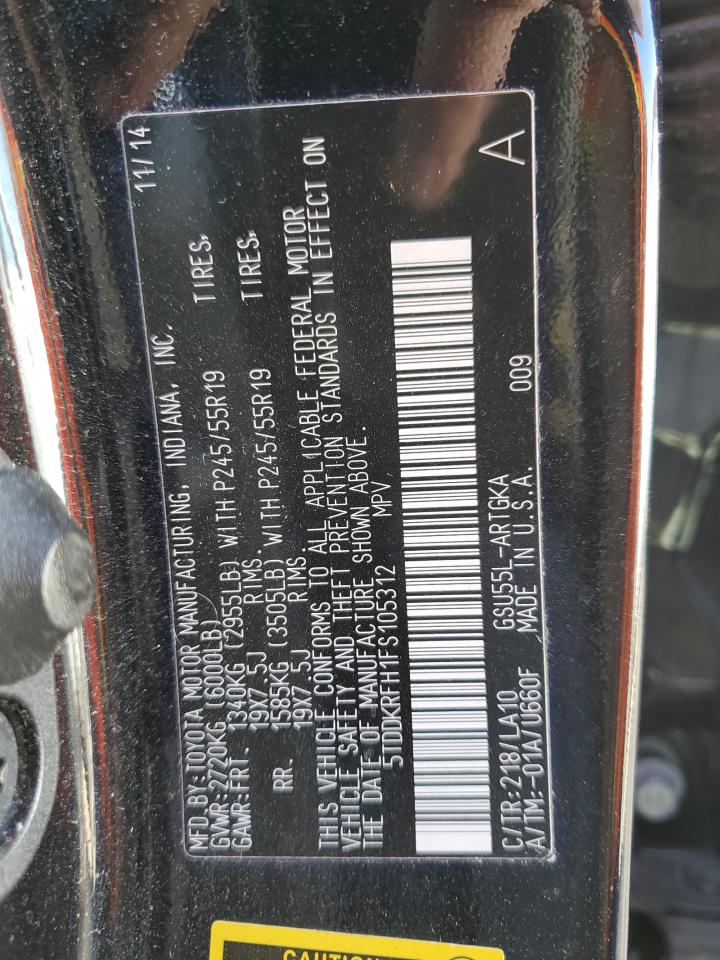 11/14
MFD. BY: TOYOTA MOTOR MANUFACTURING, INDIANA, INC.
GVWR-2720KG (6000LB)
GAWR:FRT. 1340KG (2955LB) WITH P245/55R19 TIRES,
19X7.5J RIMS.
RR. 1585KG (3505LB) WITH P245/55R19 TIRES,
19X7.5J RIMS.
THIS VEHICLE CONFORMS TO ALL APPLICABLE FEDERAL MOTOR
VEHICLE SAFETY AND THEFT PREVENTION STANDARDS IN EFFECT ON
THE DATE OF MANUFACTURE SHOWN ABOVE.
5TDDKRFH1FS105312 MPV
C/TR:218/LA10 GSU55L-ARTGKA 009 A
A/TM:-01A/U660F MADE IN U.S.A.
CAUTION